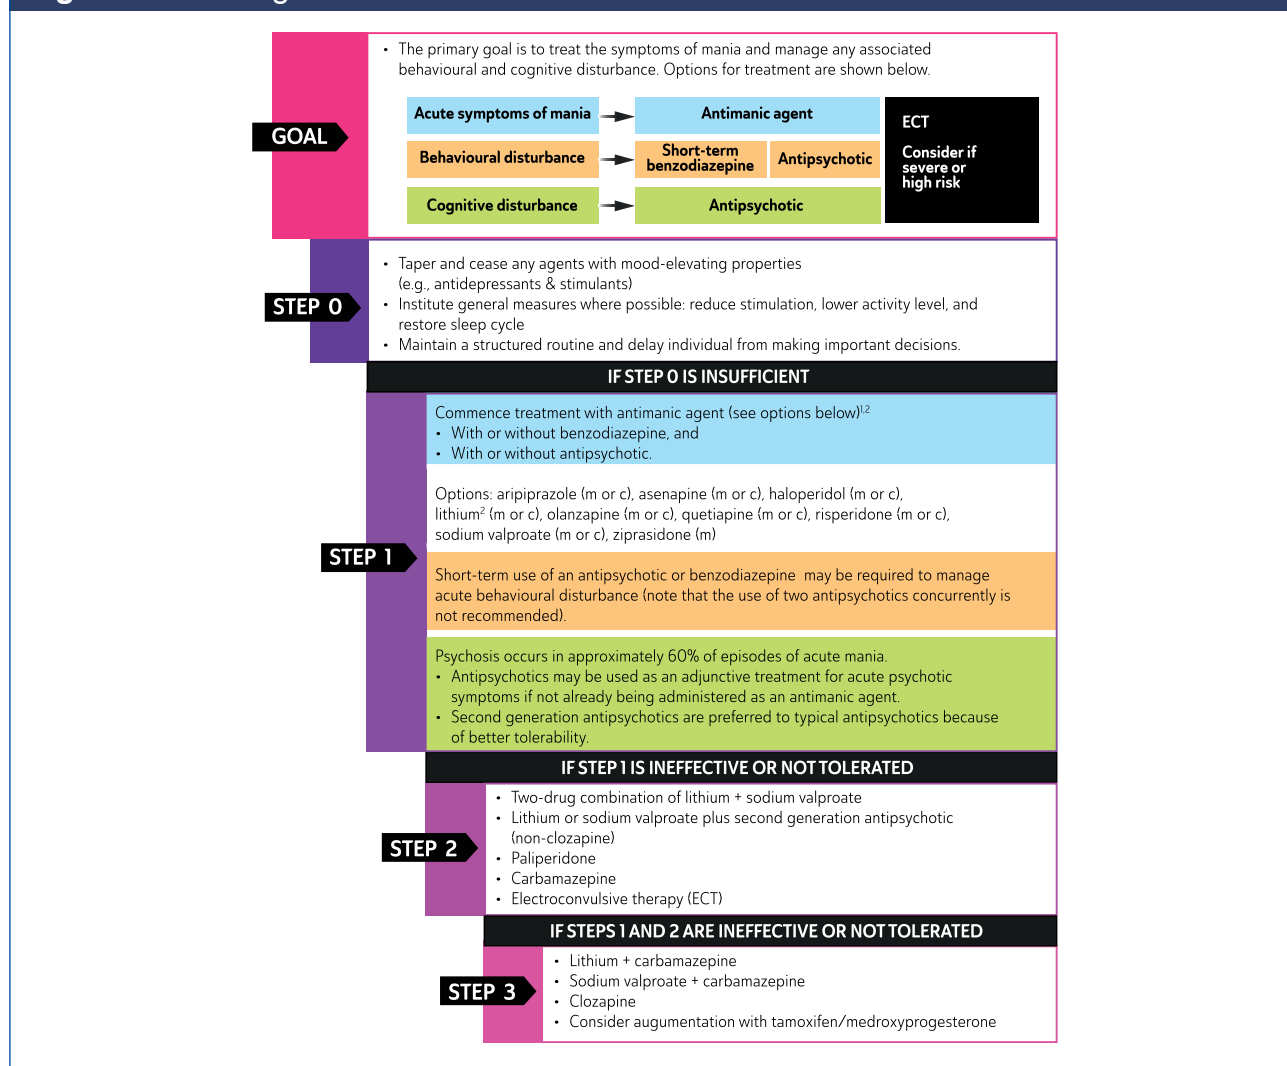 • The primary goal is to treat the symptoms of mania and manage any associated
behavioural and cognitive disturbance. Options for treatment are shown below.
GOAL
Acute symptoms of mania
Antimanic agent
Behavioural disturbance
Short-term
benzodiazepine
Antipsychotic
Cognitive disturbance
Antipsychotic
ECT
Consider if
severe or
high risk
STEP 0
• Taper and cease any agents with mood-elevating properties
(e.g., antidepressants & stimulants)
• Institute general measures where possible: reduce stimulation, lower activity level, and
restore sleep cycle
• Maintain a structured routine and delay individual from making important decisions.
IF STEP 0 IS INSUFFICIENT
STEP 1
Commence treatment with antimanic agent (see options below)1,2
• With or without benzodiazepine, and
• With or without antipsychotic.
Options: aripiprazole (m or c), asenapine (m or c), haloperidol (m or c),
lithium2 (m or c), olanzapine (m or c), quetiapine (m or c), risperidone (m or c),
sodium valproate (m or c), ziprasidone (m)
Short-term use of an antipsychotic or benzodiazepine may be required to manage
acute behavioural disturbance (note that the use of two antipsychotics concurrently is
not recommended).
Psychosis occurs in approximately 60% of episodes of acute mania.
• Antipsychotics may be used as an adjunctive treatment for acute psychotic
symptoms if not already being administered as an antimanic agent.
• Second generation antipsychotics are preferred to typical antipsychotics because
of better tolerability.
IF STEP 1 IS INEFFECTIVE OR NOT TOLERATED
STEP 2
• Two-drug combination of lithium + sodium valproate
• Lithium or sodium valproate plus second generation antipsychotic
(non-clozapine)
• Paliperidone
• Carbamazepine
• Electroconvulsive therapy (ECT)
IF STEPS 1 AND 2 ARE INEFFECTIVE OR NOT TOLERATED
STEP 3
• Lithium + carbamazepine
• Sodium valproate + carbamazepine
• Clozapine
• Consider augumentation with tamoxifen/medroxyprogesterone